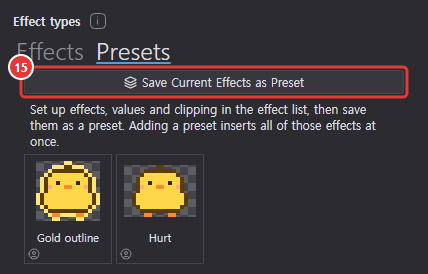 Effect types i
Effects Presets
15
Save Current Effects as Preset
Set up effects, values and clipping in the effect list, then save
them as a preset. Adding a preset inserts all of those effects at
once.
Gold outline Hurt